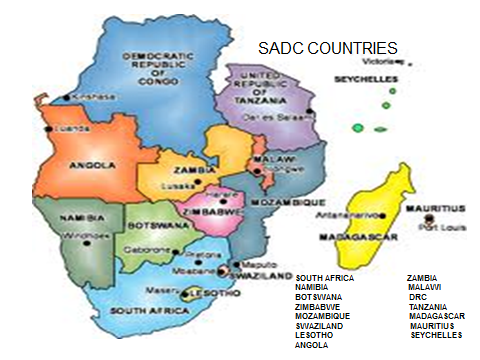 SADC COUNTRIES
DEMOCRATIC
REPUBLIC
OF
CONGO
Victoria
SEYCHELLES
UNITED
REPUBLIC
OF
TANZANIA
Kinshasa
Dar es Salaam
Luanda
ANGOLA
MALAWI
ZAMBIA
Lilongwe
Lusaka
Harare
MOZAMBIQUE
ZIMBABWE
NAMIBIA
BOTSWANA
Antananarivo
MAURITIUS
Port Louis
MADAGASCAR
Windhoek
Gaborone
Pretoria
Maputo
Mbabane
SWAZILAND
Maseru
LESOTHO
SOUTH AFRICA
SOUTH AFRICA ZAMBIA
NAMIBIA MALAWI
BOTSWANA DRC
ZIMBABWE TANZANIA
MOZAMBIQUE MADAGASCAR
SWAZILAND MAURITIUS
LESOTHO SEYCHELLES
ANGOLA